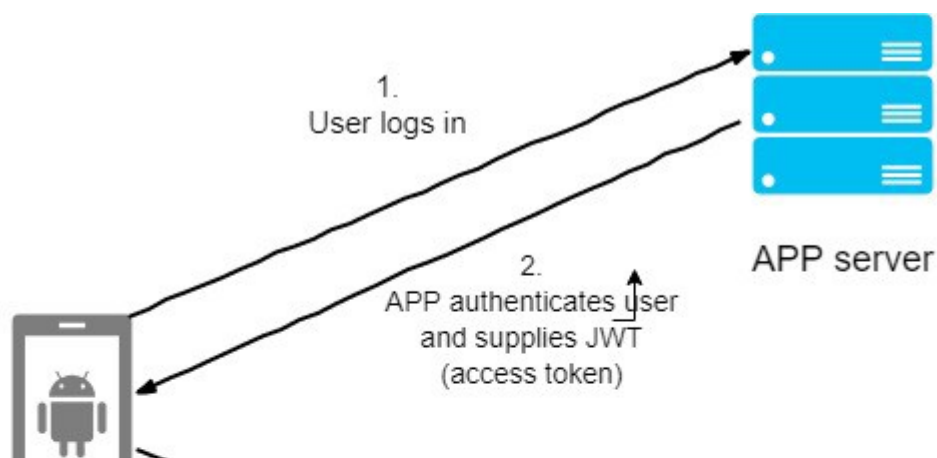 1.
User logs in
2.
APP authenticates user
and supplies JWT
(access token)
APP server